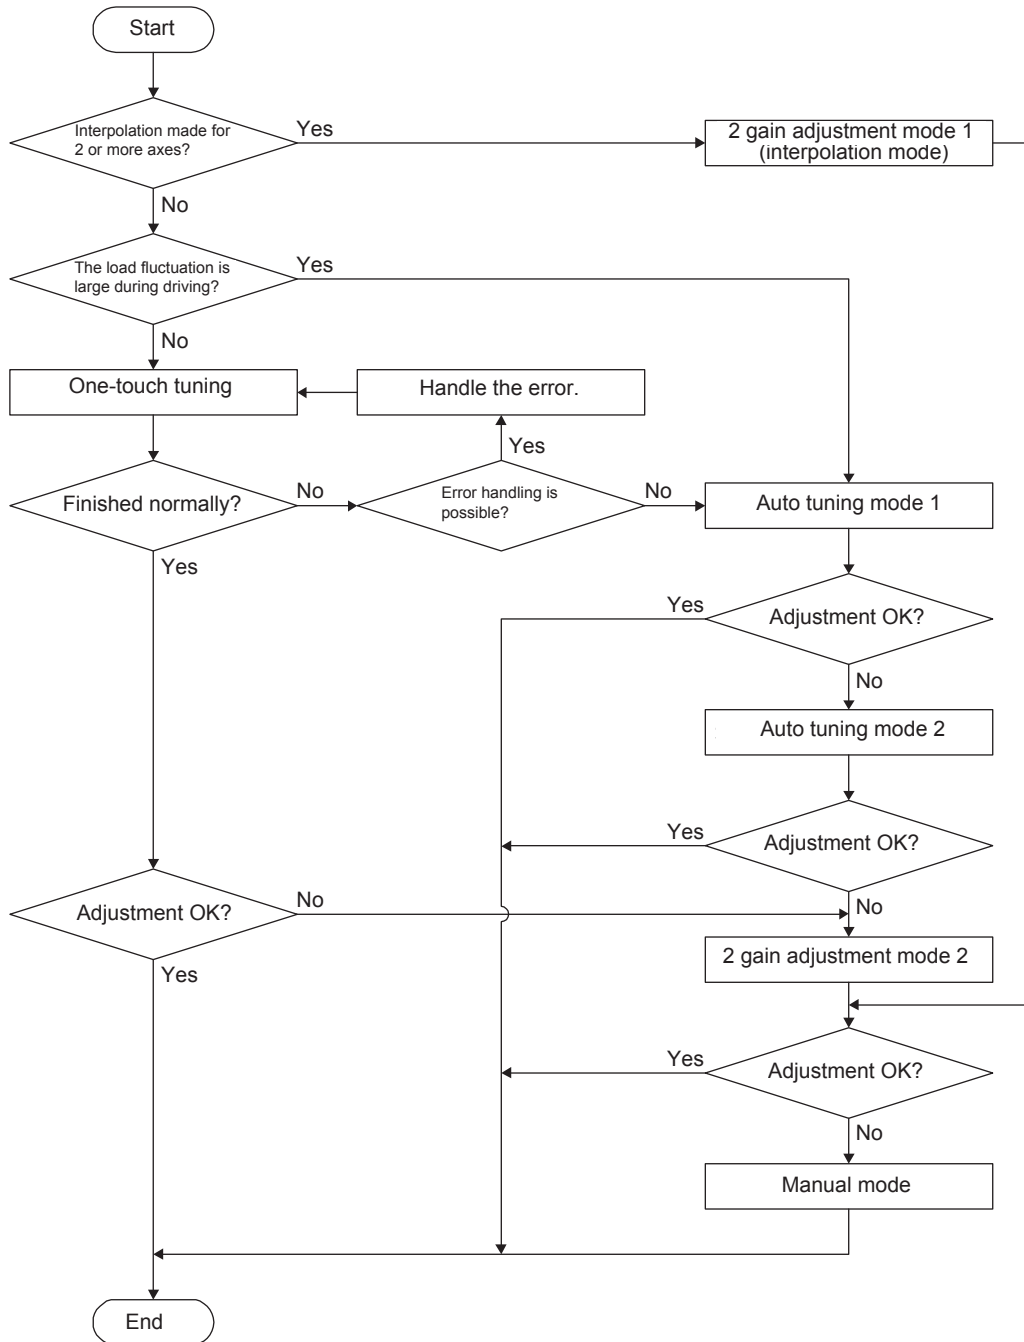 Start
Interpolation made for
2 or more axes?
Yes
2 gain adjustment mode 1
(interpolation mode)
No
The load fluctuation is
large during driving?
Yes
No
One-touch tuning
Handle the error.
Yes
Finished normally?
No
Error handling is
possible?
No
Auto tuning mode 1
Yes
Yes
Adjustment OK?
No
Auto tuning mode 2
Yes
Adjustment OK?
No
Adjustment OK?
No
Yes
2 gain adjustment mode 2
Yes
Adjustment OK?
No
Manual mode
End